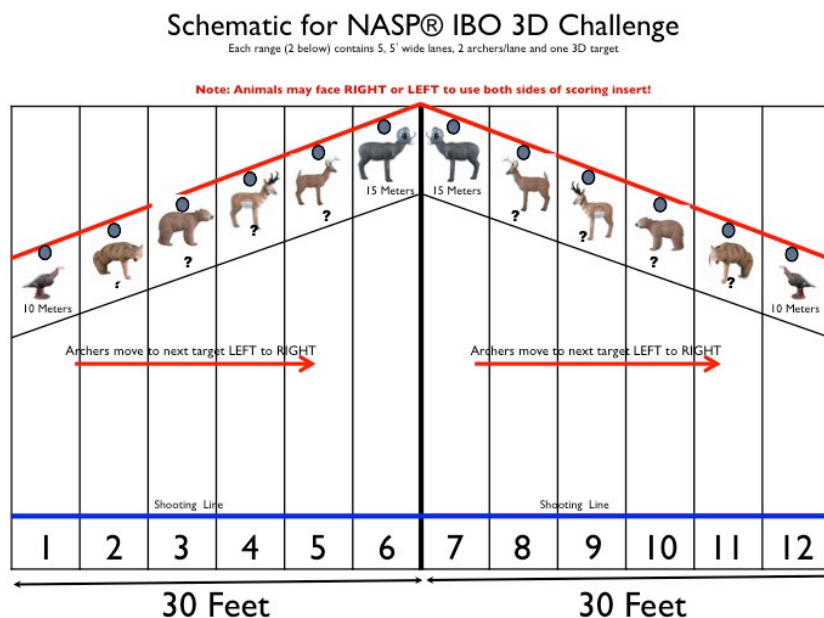 Schematic for NASP® IBO 3D Challenge
Each range (2 below) contains 5, 5' wide lanes, 2 archers/lane and one 3D target
Note: Animals may face RIGHT or LEFT to use both sides of scoring insert!
15 Meters 15 Meters
? ?
? ?
? ?
? ?
10 Meters 10 Meters
Archers move to next target LEFT to RIGHT Archers move to next target LEFT to RIGHT
Shooting Line Shooting Line
1 2 3 4 5 6 7 8 9 10 11 12
30 Feet 30 Feet